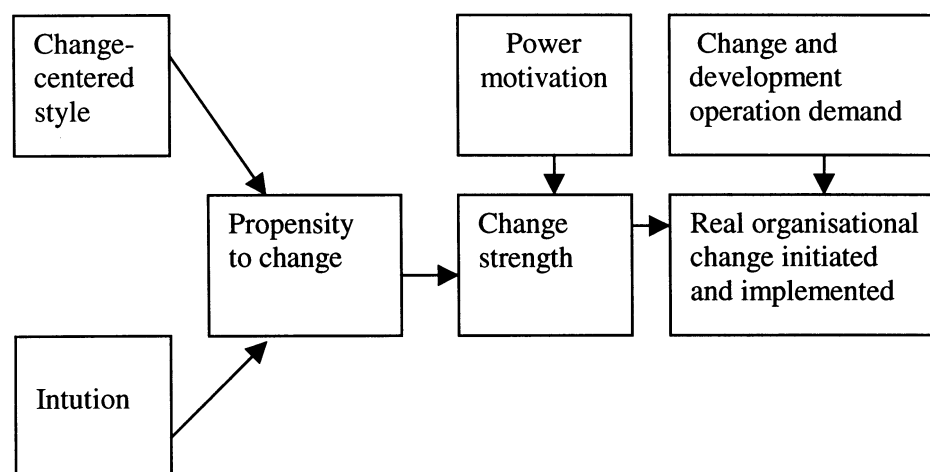 Change-
centered
style
Power
motivation
Change and
development
operation demand
Propensity
to change
Change
strength
Real organisational
change initiated
and implemented
Intution